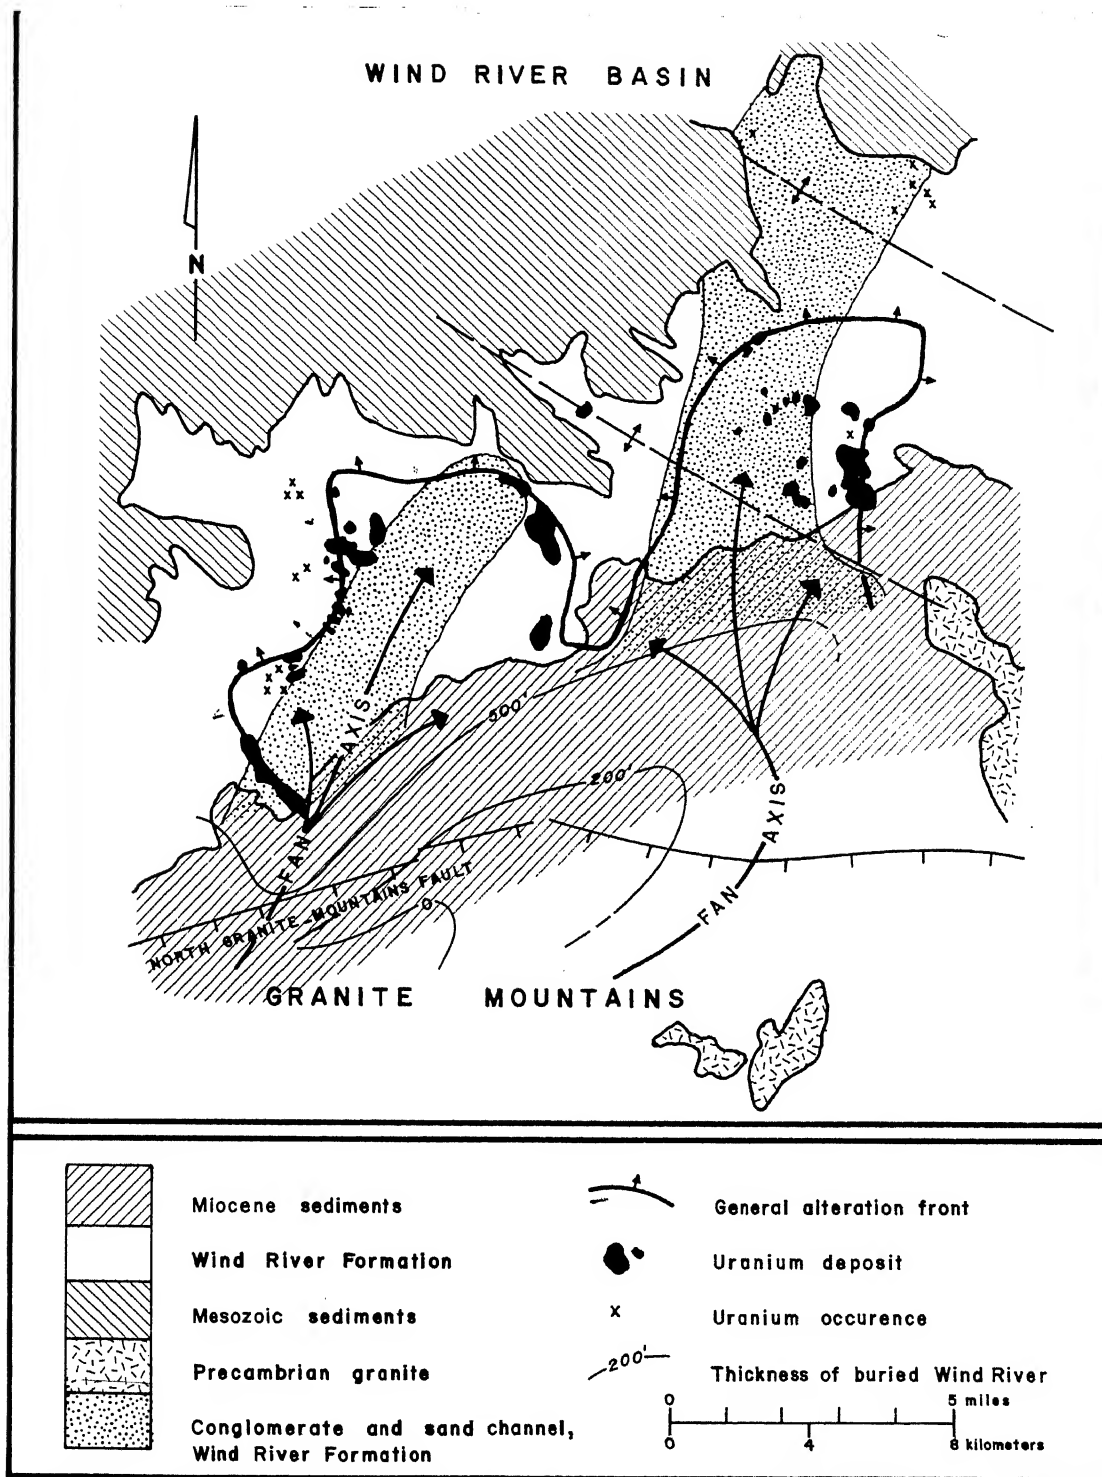 WIND RIVER BASIN
N
500'
200'
FAN AXIS
FAN AXIS
NORTH GRANITE MOUNTAINS FAULT
0
GRANITE MOUNTAINS
Miocene sediments
Wind River Formation
Mesozoic sediments
Precambrian granite
Conglomerate and sand channel,
Wind River Formation
General alteration front
Uranium deposit
x Uranium occurence
200' Thickness of buried Wind River
0 5 miles
0 4 8 kilometers